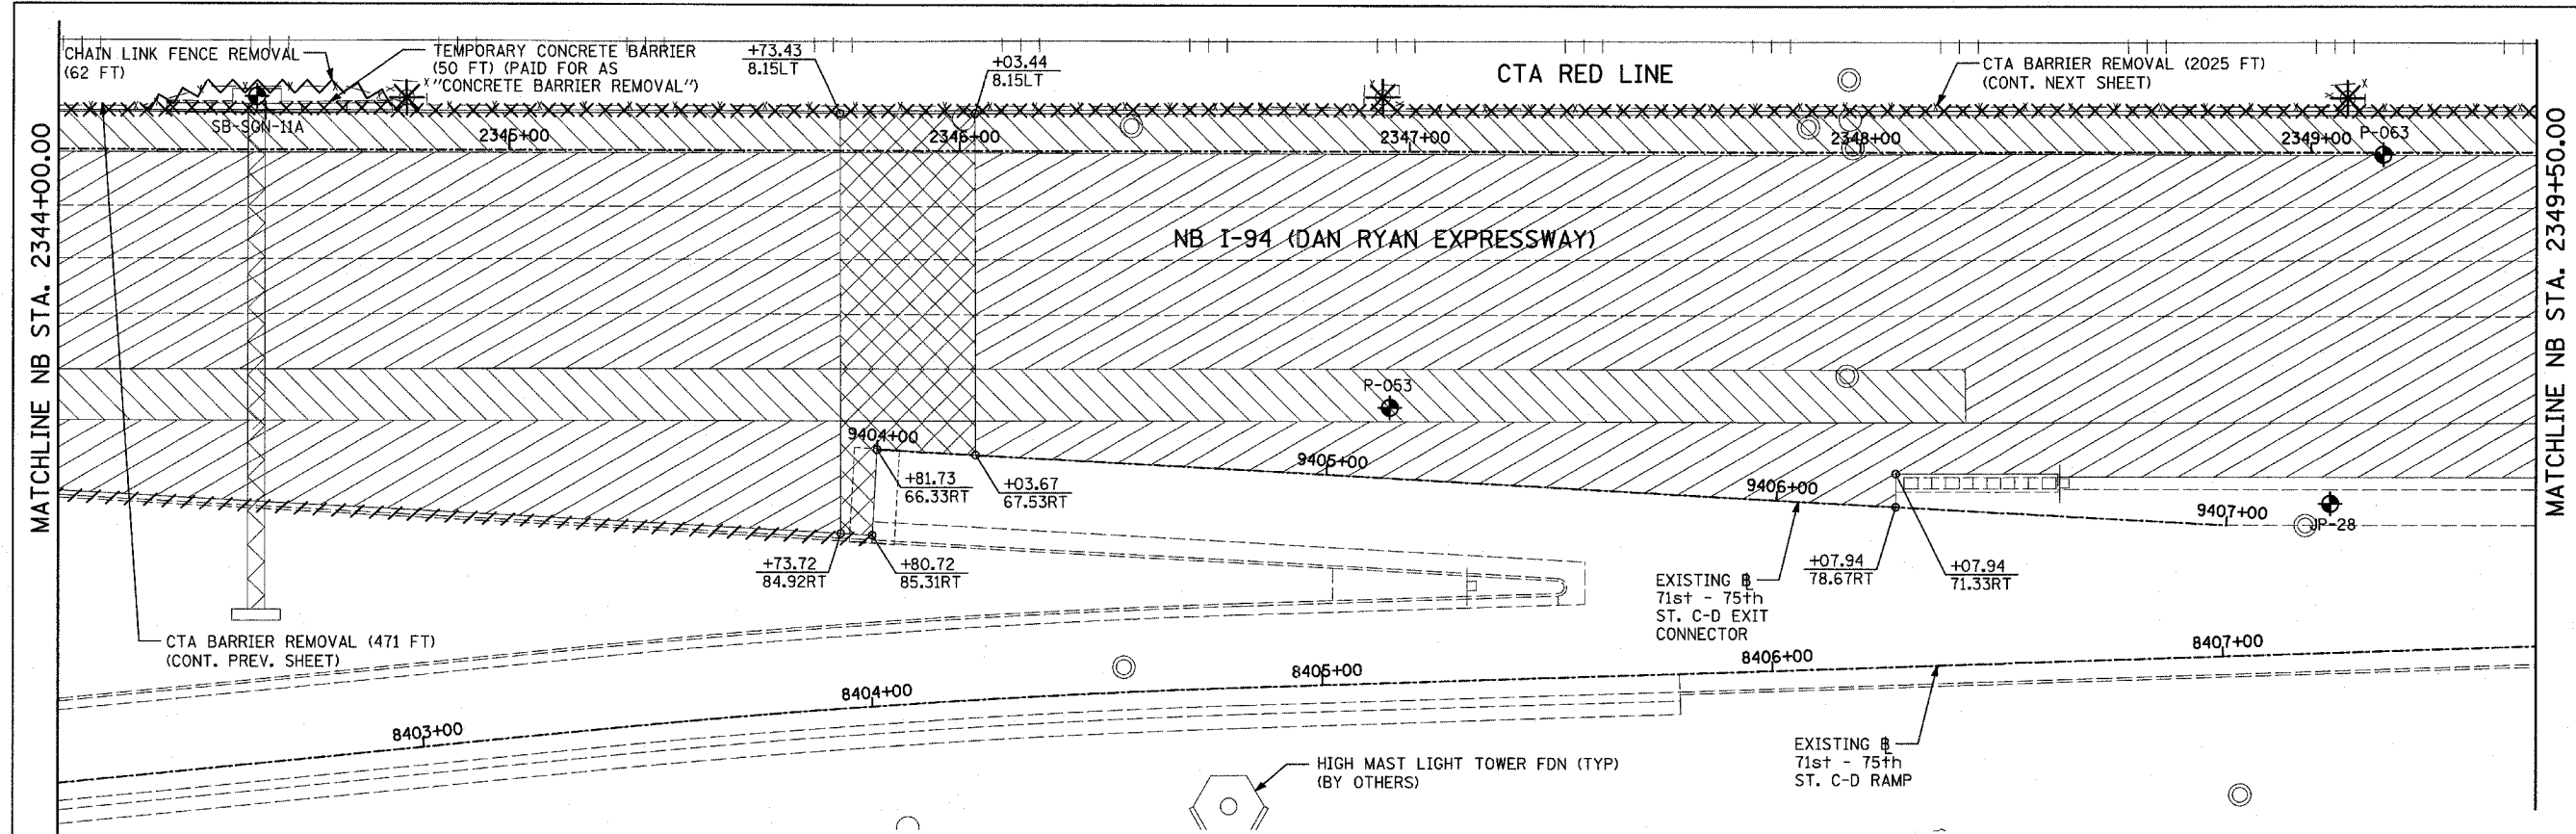 CHAIN LINK FENCE REMOVAL
(62 FT)
TEMPORARY CONCRETE BARRIER
(50 FT) (PAID FOR AS
"CONCRETE BARRIER REMOVAL")
+73.43
8.15LT
+03.44
8.15LT
CTA RED LINE
CTA BARRIER REMOVAL (2025 FT)
(CONT. NEXT SHEET)
SB-SGN-11A
2345+00
2346+00
2347+00
2348+00
2349+00
P-063
MATCHLINE NB STA. 2344+00.00
MATCHLINE NB STA. 2349+50.00
NB I-94 (DAN RYAN EXPRESSWAY)
P-053
9404+00
9405+00
9406+00
9407+00
JP-28
+81.73
66.33RT
+03.67
67.53RT
+73.72
84.92RT
+80.72
85.31RT
EXISTING ℄
71st - 75th
ST. C-D EXIT
CONNECTOR
+07.94
78.67RT
+07.94
71.33RT
CTA BARRIER REMOVAL (471 FT)
(CONT. PREV. SHEET)
8403+00
8404+00
8405+00
8406+00
8407+00
HIGH MAST LIGHT TOWER FDN (TYP)
(BY OTHERS)
EXISTING ℄
71st - 75th
ST. C-D RAMP